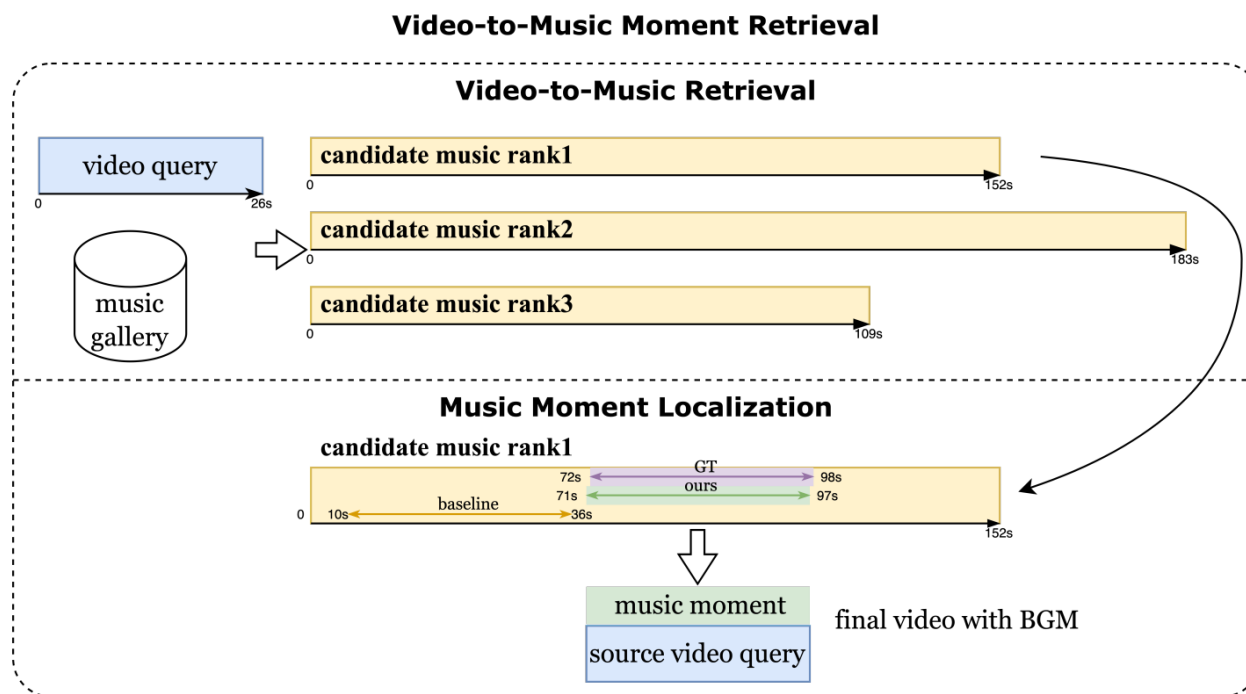 Video-to-Music Moment Retrieval
Video-to-Music Retrieval
video query
0
26s
music
gallery
candidate music rank1
0
152s
candidate music rank2
0
183s
candidate music rank3
0
109s
Music Moment Localization
candidate music rank1
72s
GT
98s
71s
ours
97s
0
10s
baseline
36s
152s
music moment
source video query
final video with BGM